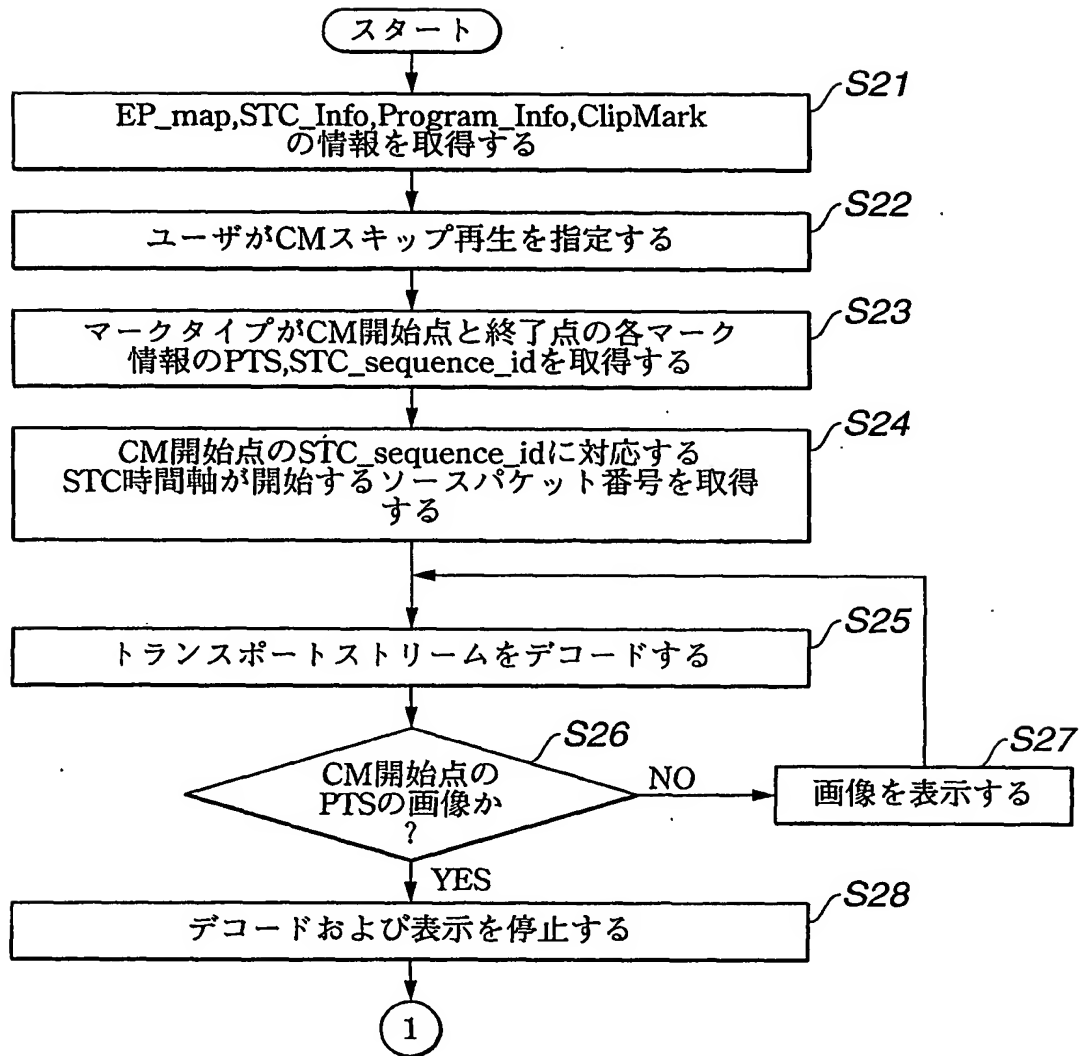 スタート
S21
EP_map,STC_Info,Program_Info,ClipMark
の情報を取得する
S22
ユーザがCMスキップ再生を指定する
S23
マークタイプがCM開始点と終了点の各マーク
情報のPTS,STC_sequence_idを取得する
S24
CM開始点のSTC_sequence_idに対応する
STC時間軸が開始するソースパケット番号を取得
する
S25
トランスポートストリームをデコードする
S26
CM開始点の
PTSの画像か
?
NO
S27
画像を表示する
YES
S28
デコードおよび表示を停止する
1